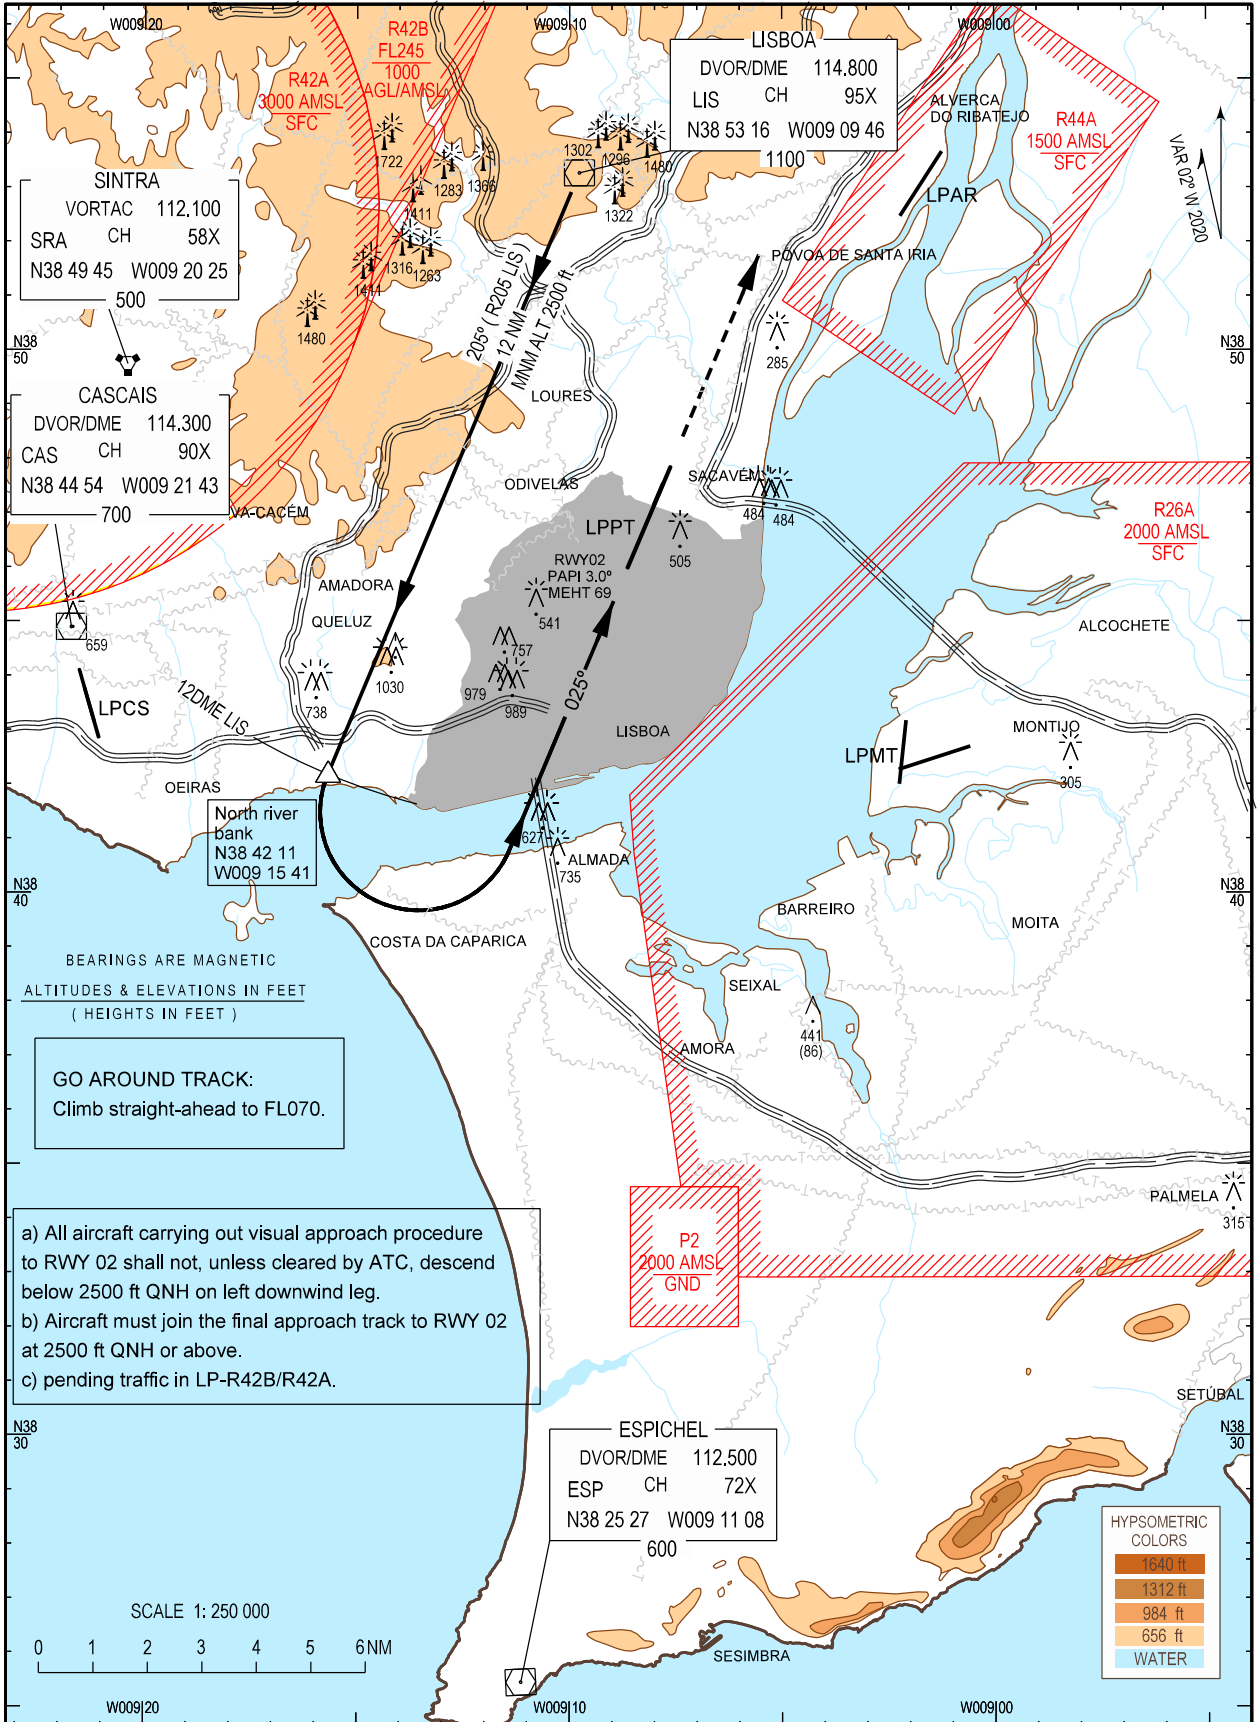 W009 20
W009 10
W009 00
R42B
FL245
1000
AGL/AMSL
R42A
3000 AMSL
SFC
LISBOA
DVOR/DME 114.800
LIS CH 95X
N38 53 16 W009 09 46
1100
ALVERCA
DO RIBATEJO
R44A
1500 AMSL
SFC
VAR 02º W 2020
LPAR
1722
1283
1366
1302
1296
1480
1411
1322
1316
1263
1411
1480
SINTRA
VORTAC 112.100
SRA CH 58X
N38 49 45 W009 20 25
500
PÓVOA DE SANTA IRIA
205º ( R205 LIS )
12 NM
MNM ALT 2500 ft
285
N38
50
N38
50
CASCAIS
DVOR/DME 114.300
CAS CH 90X
N38 44 54 W009 21 43
700
VA-CACÉM
LOURES
ODIVELAS
SACAVÉM
484
484
LPPT
505
RWY02
PAPI 3.0º
MEHT 69
541
R26A
2000 AMSL
SFC
AMADORA
QUELUZ
659
1030
757
979
989
738
ALCOCHETE
LPCS
12DME LIS
025º
LISBOA
MONTIJO
LPMT
305
OEIRAS
North river
bank
N38 42 11
W009 15 41
627
ALMADA
735
N38
40
N38
40
BARREIRO
MOITA
COSTA DA CAPARICA
SEIXAL
441
(86)
AMORA
BEARINGS ARE MAGNETIC
ALTITUDES & ELEVATIONS IN FEET
( HEIGHTS IN FEET )
GO AROUND TRACK:
Climb straight-ahead to FL070.
PALMELA
315
a) All aircraft carrying out visual approach procedure
to RWY 02 shall not, unless cleared by ATC, descend
below 2500 ft QNH on left downwind leg.
b) Aircraft must join the final approach track to RWY 02
at 2500 ft QNH or above.
c) pending traffic in LP-R42B/R42A.
P2
2000 AMSL
GND
SETÚBAL
N38
30
N38
30
ESPICHEL
DVOR/DME 112.500
ESP CH 72X
N38 25 27 W009 11 08
600
HYPSOMETRIC
COLORS
1640 ft
1312 ft
984 ft
656 ft
WATER
SCALE 1: 250 000
0 1 2 3 4 5 6 NM
SESIMBRA
W009 20
W009 10
W009 00